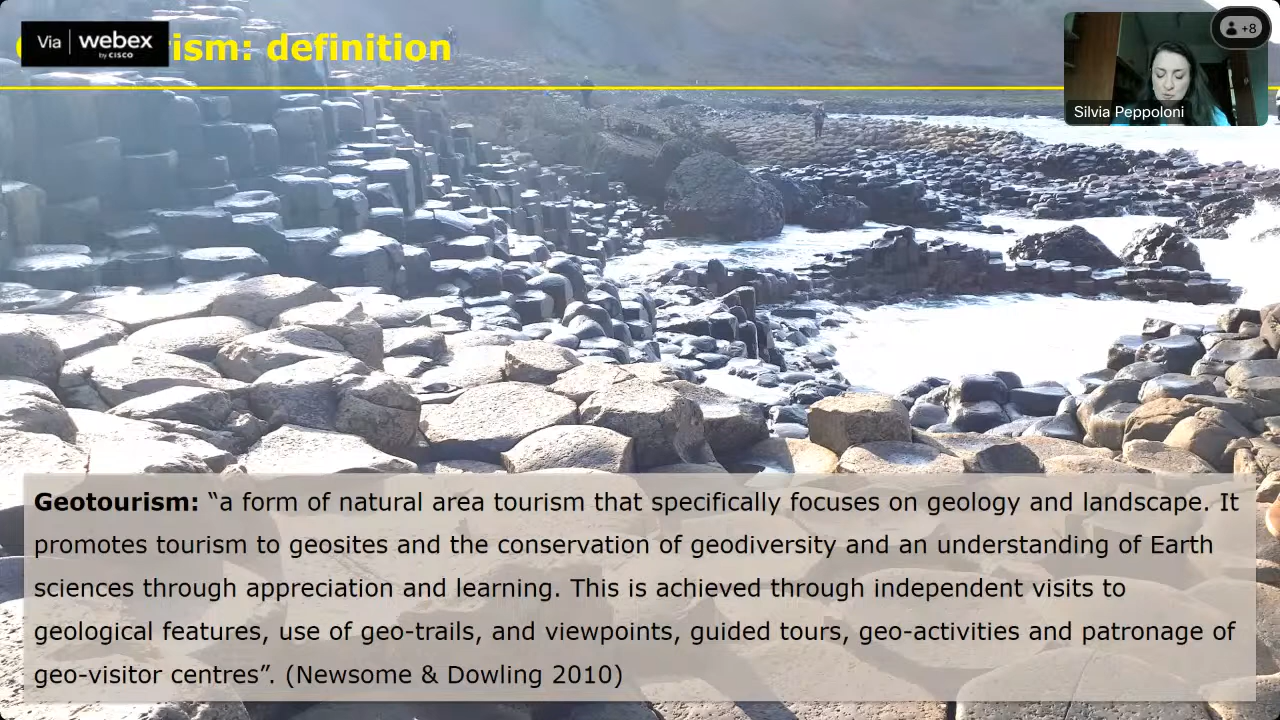 Via webex
by CISCO
ism: definition
+8
Silvia Peppoloni
Geotourism: “a form of natural area tourism that specifically focuses on geology and landscape. It
promotes tourism to geosites and the conservation of geodiversity and an understanding of Earth
sciences through appreciation and learning. This is achieved through independent visits to
geological features, use of geo-trails, and viewpoints, guided tours, geo-activities and patronage of
geo-visitor centres”. (Newsome & Dowling 2010)